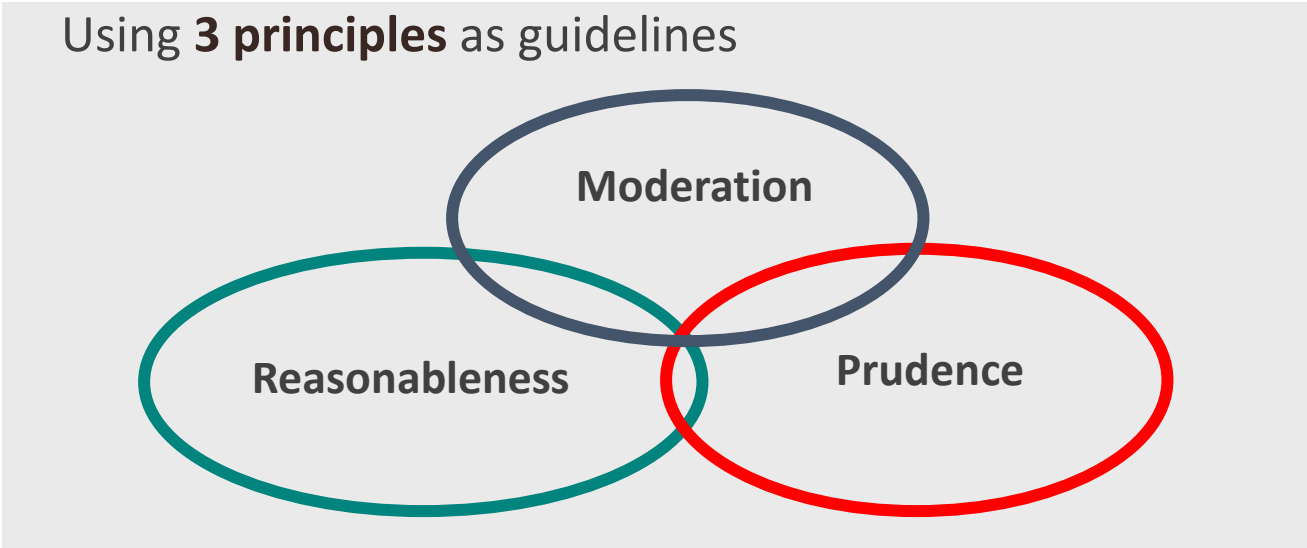 Using 3 principles as guidelines
Moderation
Reasonableness
Prudence